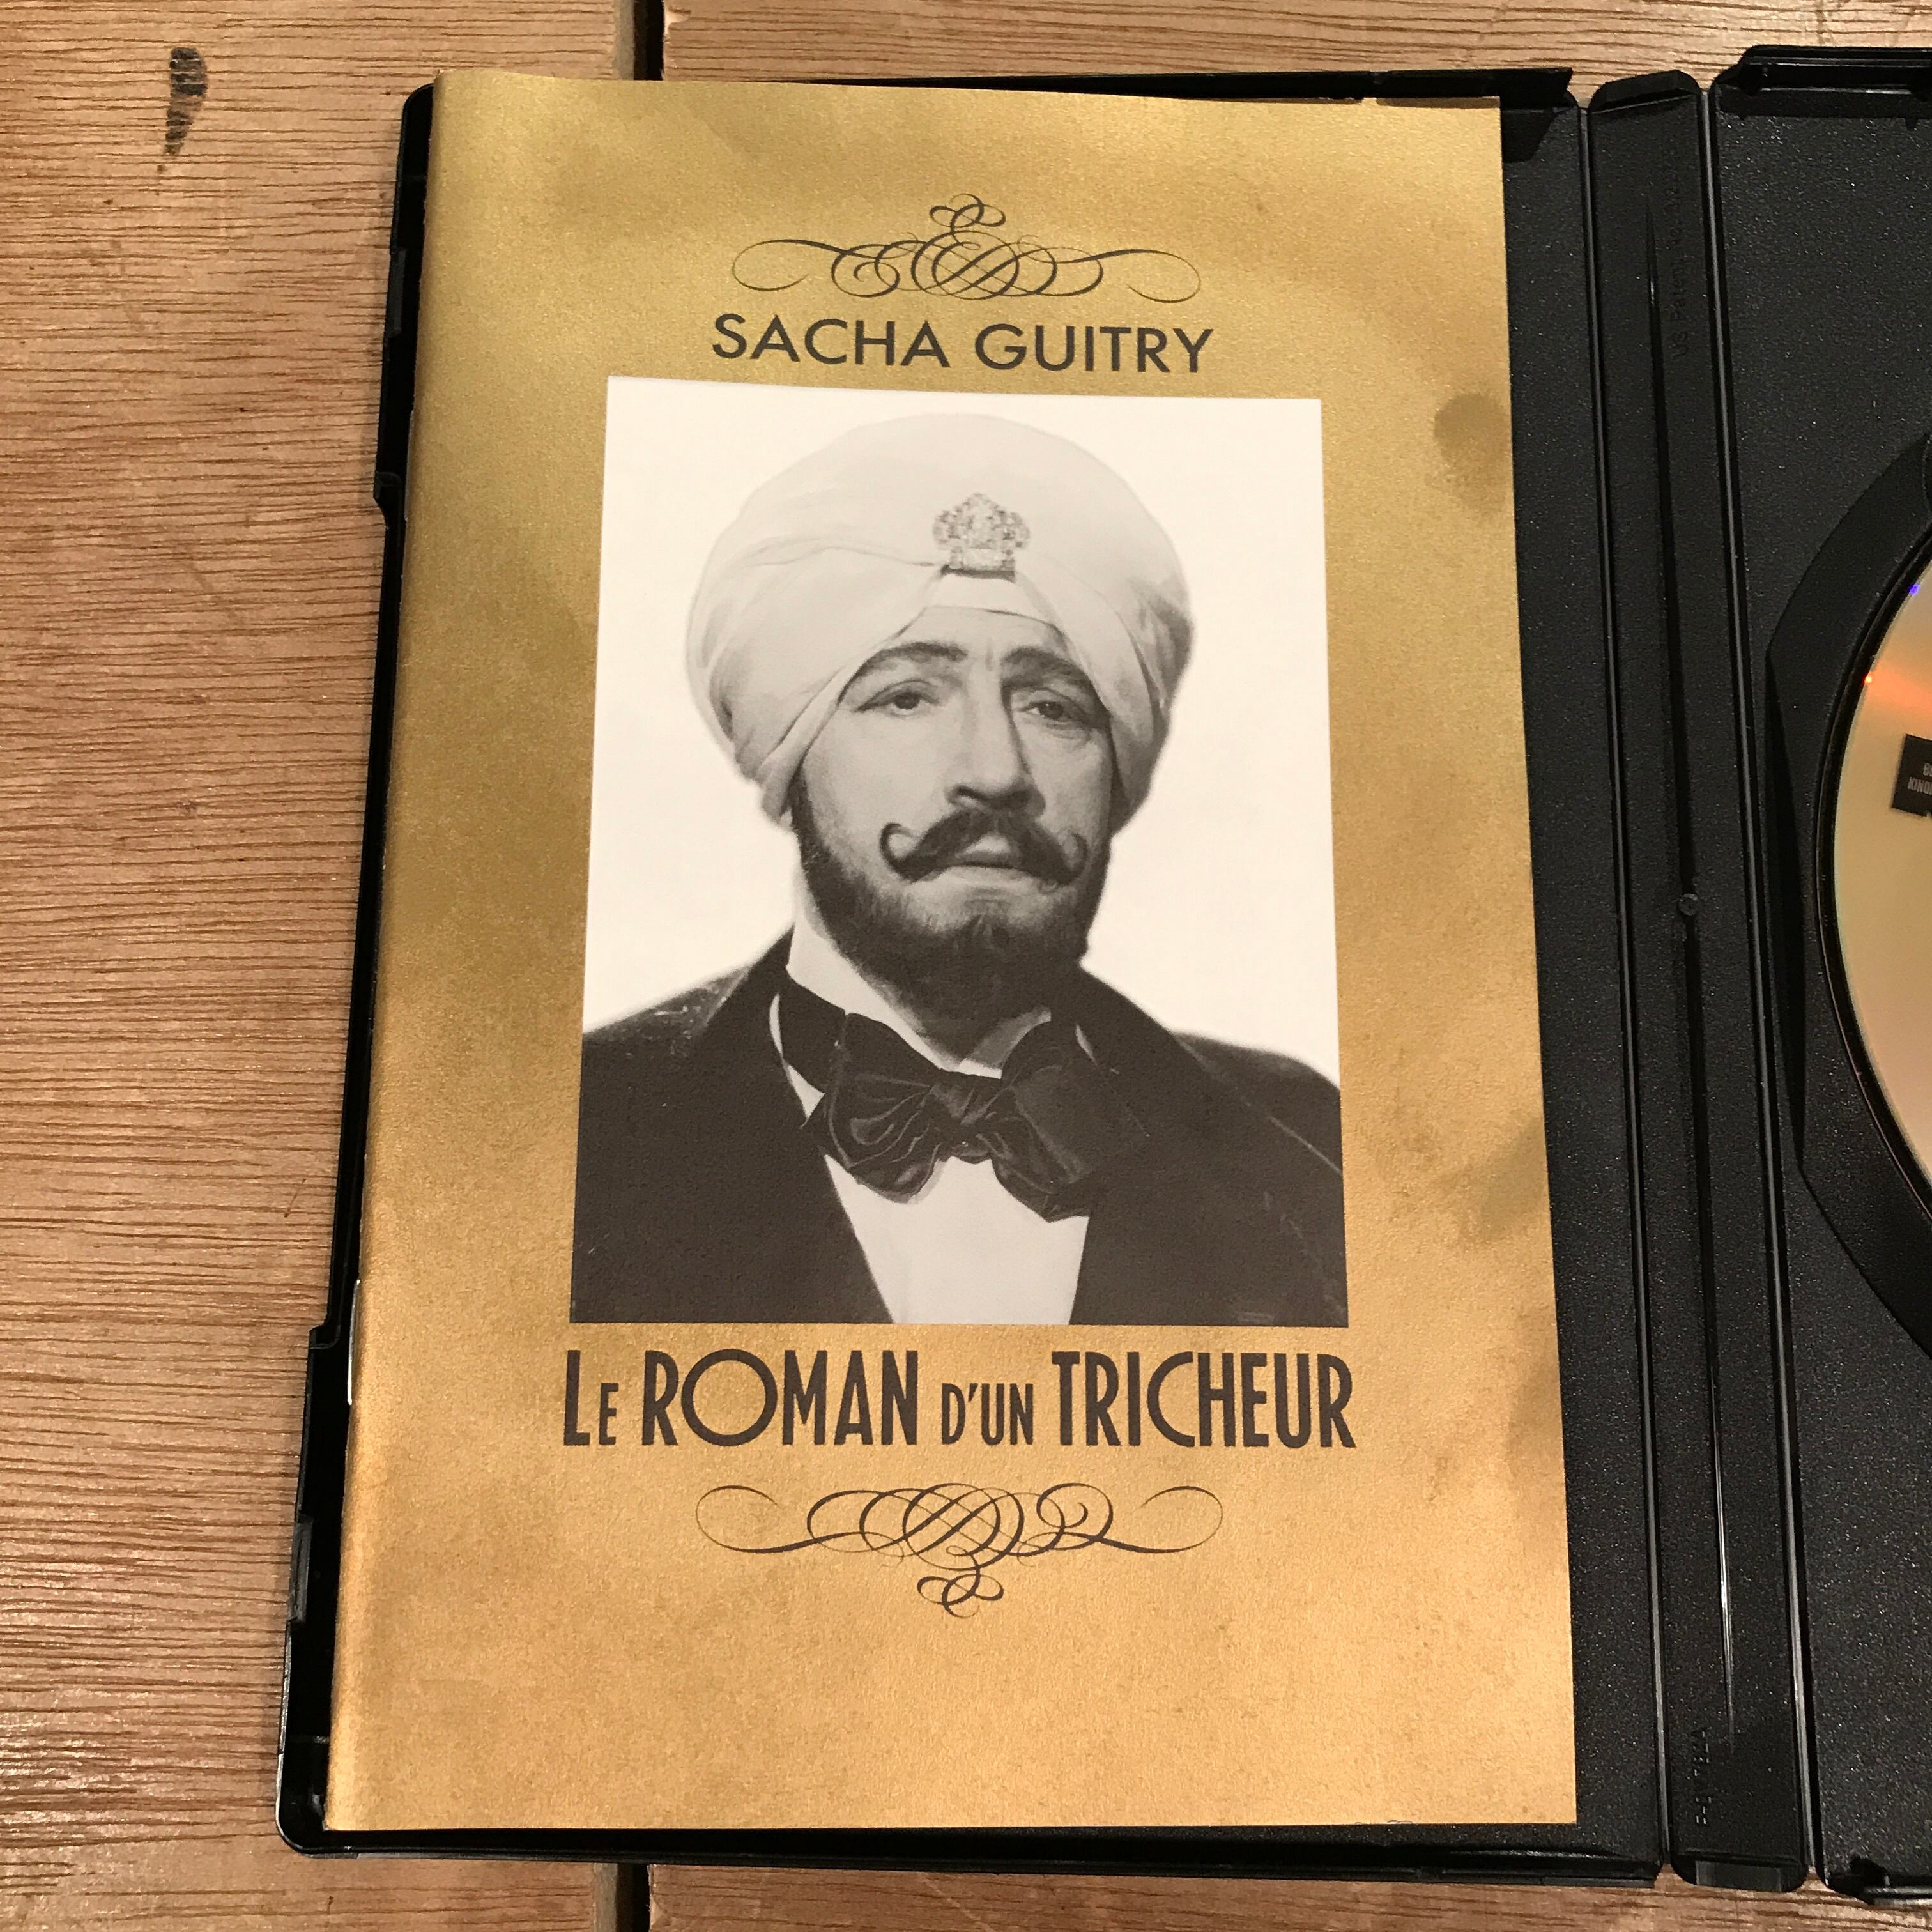 SACHA GUITRY
LE ROMAN D'UN TRICHEUR